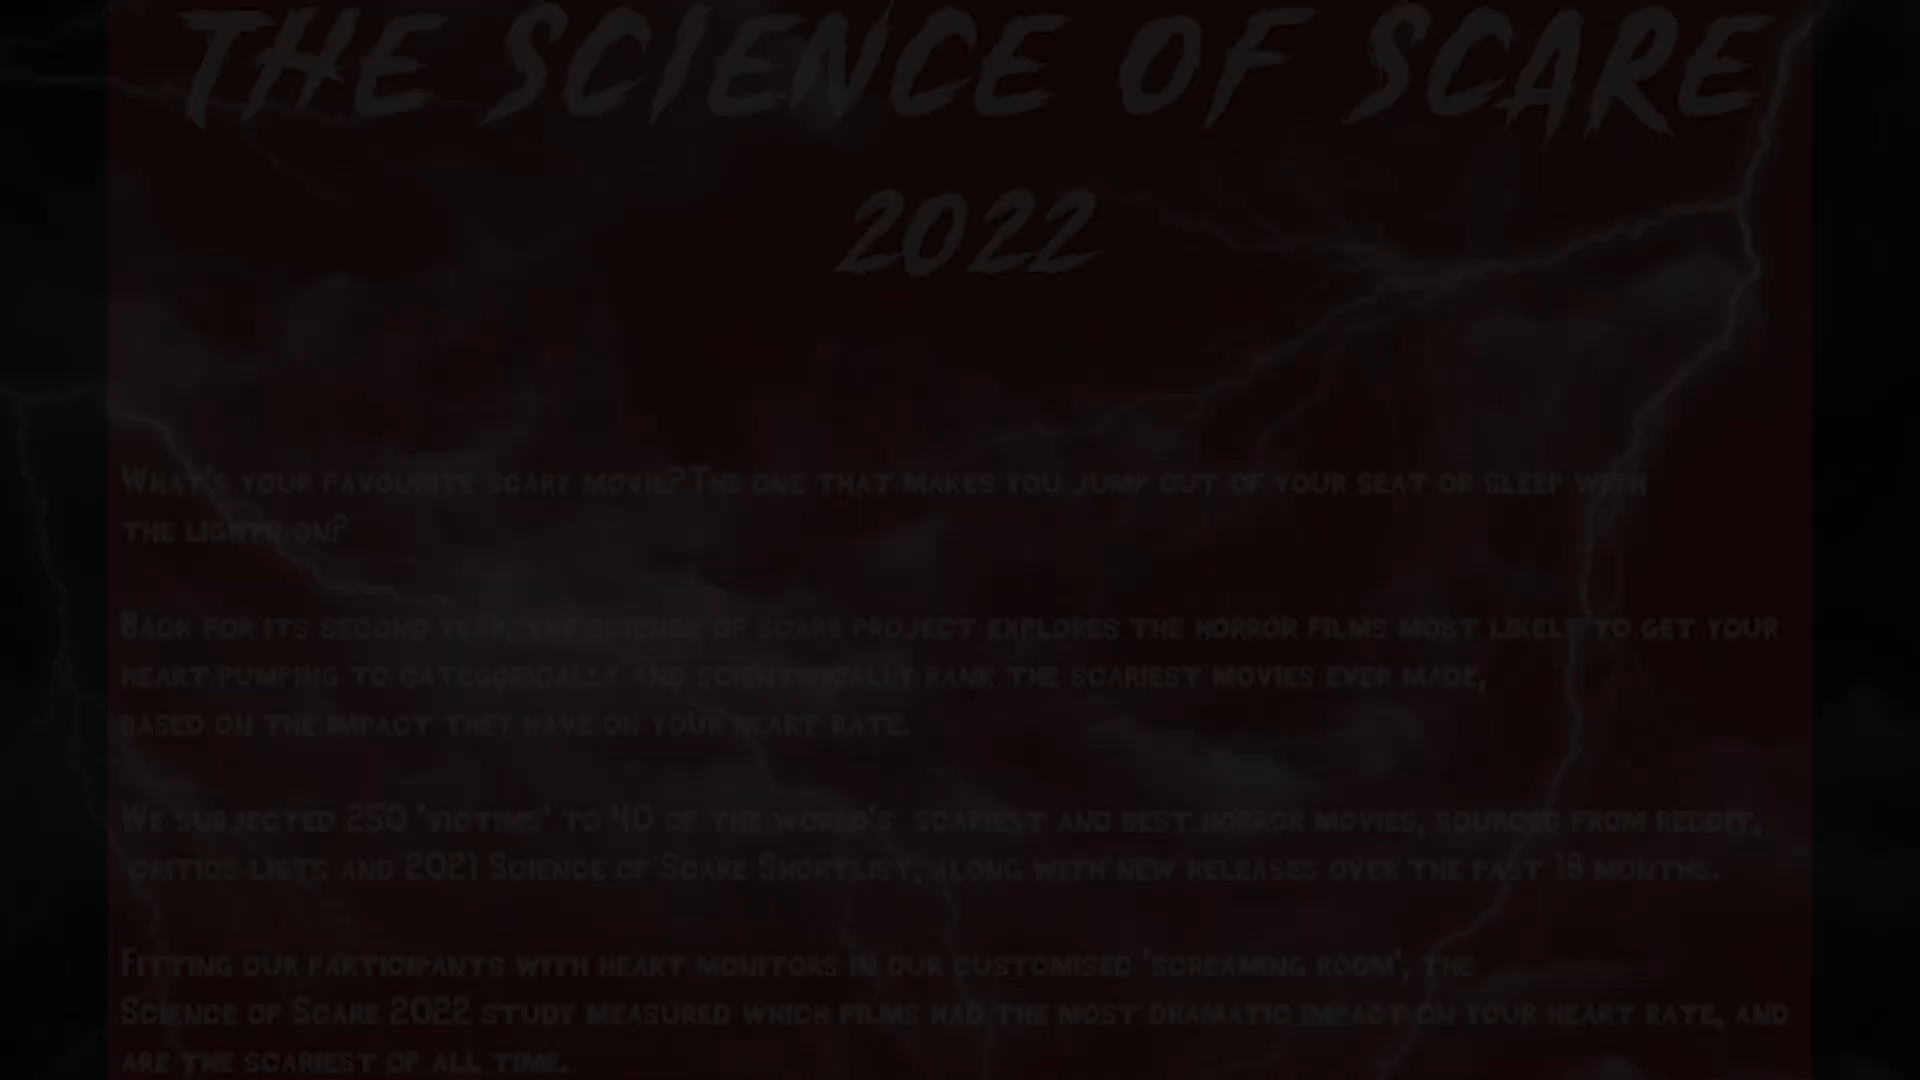 THE SCIENCE OF SCARE
2022
WHAT'S YOUR FAVOURITE SCARY MOVIE? THE ONE THAT MAKES YOU JUMP OUT OF YOUR SEAT OR SLEEP WITH
THE LIGHTS ON?
BACK FOR ITS SECOND YEAR, THE SCIENCE OF SCARE PROJECT EXPLORES THE HORROR FILMS MOST LIKELY TO GET YOUR
HEART PUMPING TO CATEGORICALLY AND SCIENTIFICALLY RANK THE SCARIEST MOVIES EVER MADE,
BASED ON THE IMPACT THEY HAVE ON YOUR HEART RATE.
WE SUBJECTED 250 'VICTIMS' TO 40 OF THE WORLD'S SCARIEST AND BEST HORROR MOVIES, SOURCED FROM REDDIT,
CRITICS LISTS AND 2021 SCIENCE OF SCARE SHORTLIST, ALONG WITH NEW RELEASES OVER THE PAST 18 MONTHS.
FITTING OUR PARTICIPANTS WITH HEART MONITORS IN OUR CUSTOMISED 'SCREAMING ROOM', THE
SCIENCE OF SCARE 2022 STUDY MEASURED WHICH FILMS HAD THE MOST DRAMATIC IMPACT ON YOUR HEART RATE, AND
ARE THE SCARIEST OF ALL TIME.